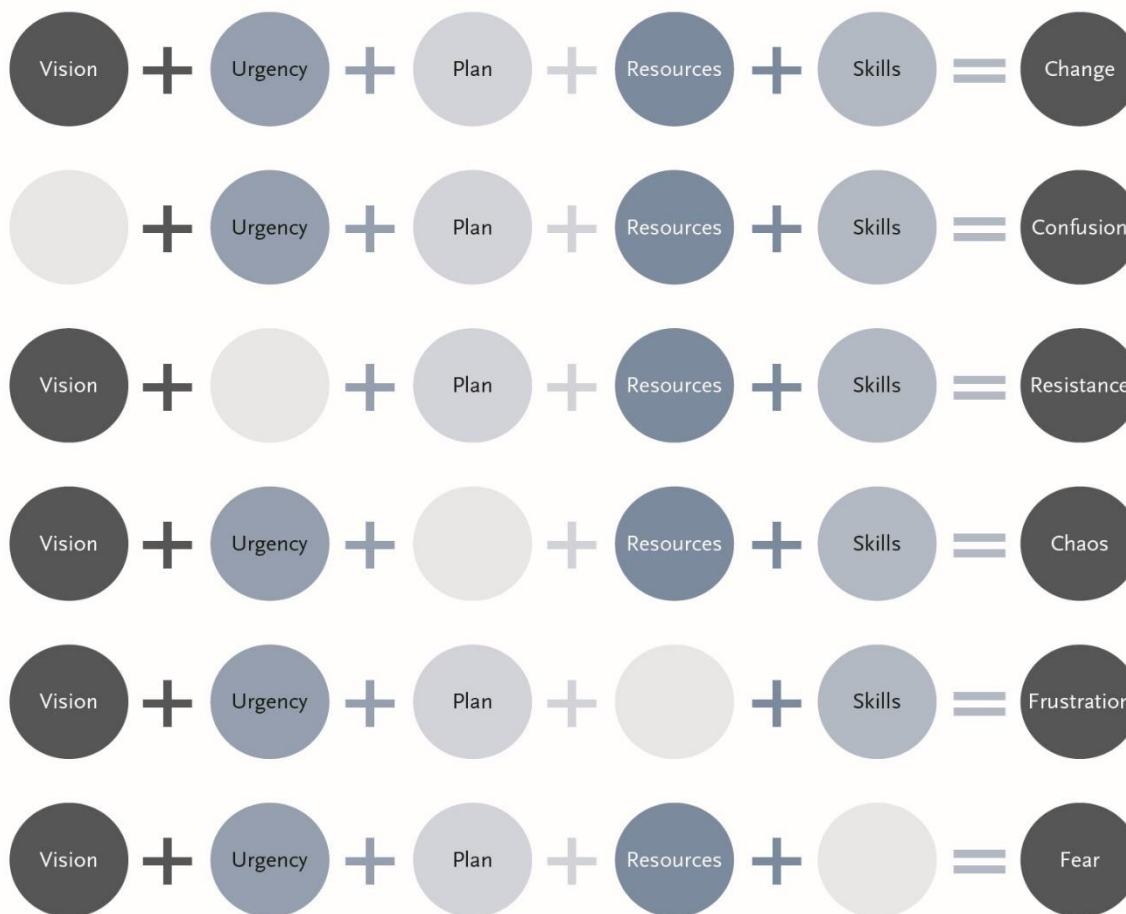 Vision + Urgency + Plan + Resources + Skills = Change
+ Urgency + Plan + Resources + Skills = Confusion
Vision + + Plan + Resources + Skills = Resistance
Vision + Urgency + + Resources + Skills = Chaos
Vision + Urgency + Plan + + Skills = Frustration
Vision + Urgency + Plan + Resources + = Fear